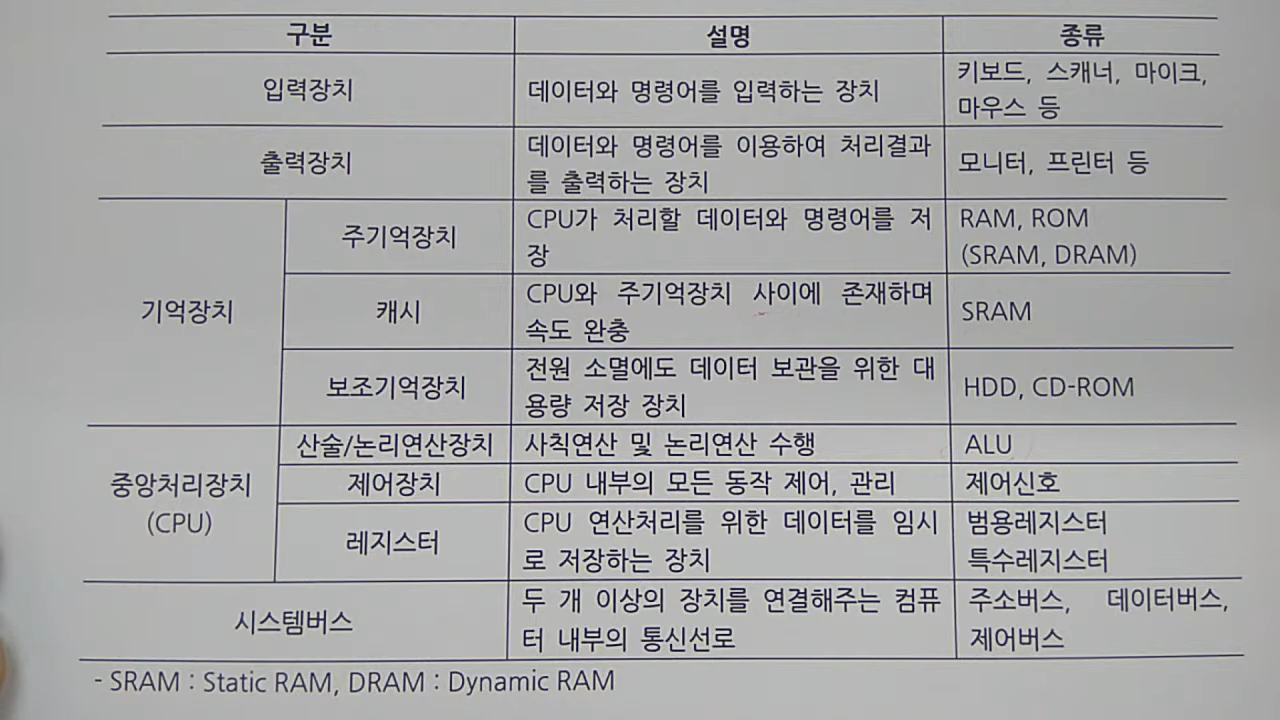 구분 설명 종류
입력장치 데이터와 명령어를 입력하는 장치 키보드, 스캐너, 마이크,
마우스 등
출력장치 데이터와 명령어를 이용하여 처리결과
를 출력하는 장치 모니터, 프린터 등
기억장치
주기억장치 CPU가 처리할 데이터와 명령어를 저
장 RAM, ROM
(SRAM, DRAM)
캐시 CPU와 주기억장치 사이에 존재하며
속도 완충 SRAM
보조기억장치 전원 소멸에도 데이터 보관을 위한 대
용량 저장 장치 HDD, CD-ROM
중앙처리장치
(CPU)
산술/논리연산장치 사칙연산 및 논리연산 수행 ALU
제어장치 CPU 내부의 모든 동작 제어, 관리 제어신호
레지스터 CPU 연산처리를 위한 데이터를 임시
로 저장하는 장치 범용레지스터
특수레지스터
시스템버스 두 개 이상의 장치를 연결해주는 컴퓨
터 내부의 통신선로 주소버스, 데이터버스,
제어버스
- SRAM : Static RAM, DRAM : Dynamic RAM